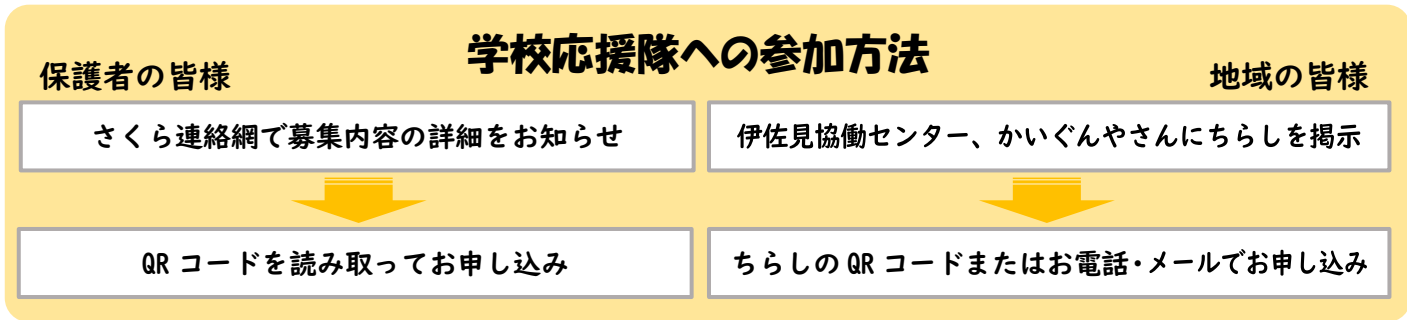 学校応援隊への参加方法
保護者の皆様
さくら連絡網で募集内容の詳細をお知らせ
QRコードを読み取ってお申し込み
地域の皆様
伊佐見協働センター、かいぐんやさんにちらしを掲示
ちらしのQRコードまたはお電話・メールでお申し込み